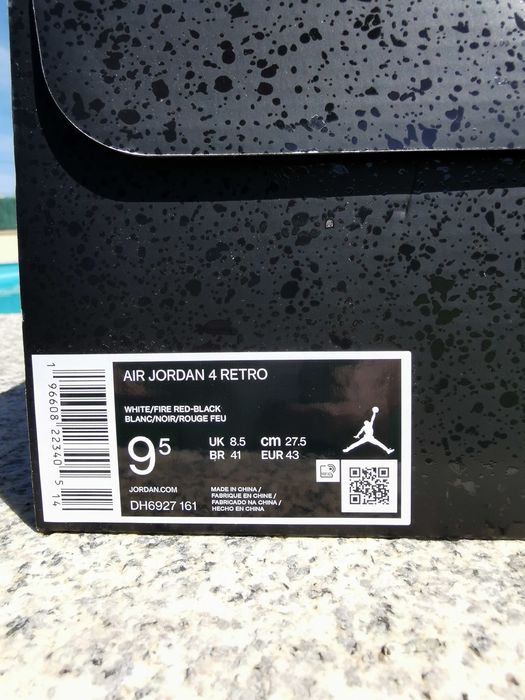 AIR JORDAN 4 RETRO
WHITE/FIRE RED-BLACK
BLANC/NOIR/ROUGE FEU
9⁵
UK 8.5 cm 27.5
BR 41 EUR 43
JORDAN.COM
DH6927 161
MADE IN CHINA /
FABRIQUE EN CHINE /
FABRICADO NA CHINA /
HECHO EN CHINA
1 96608 22340 5 14